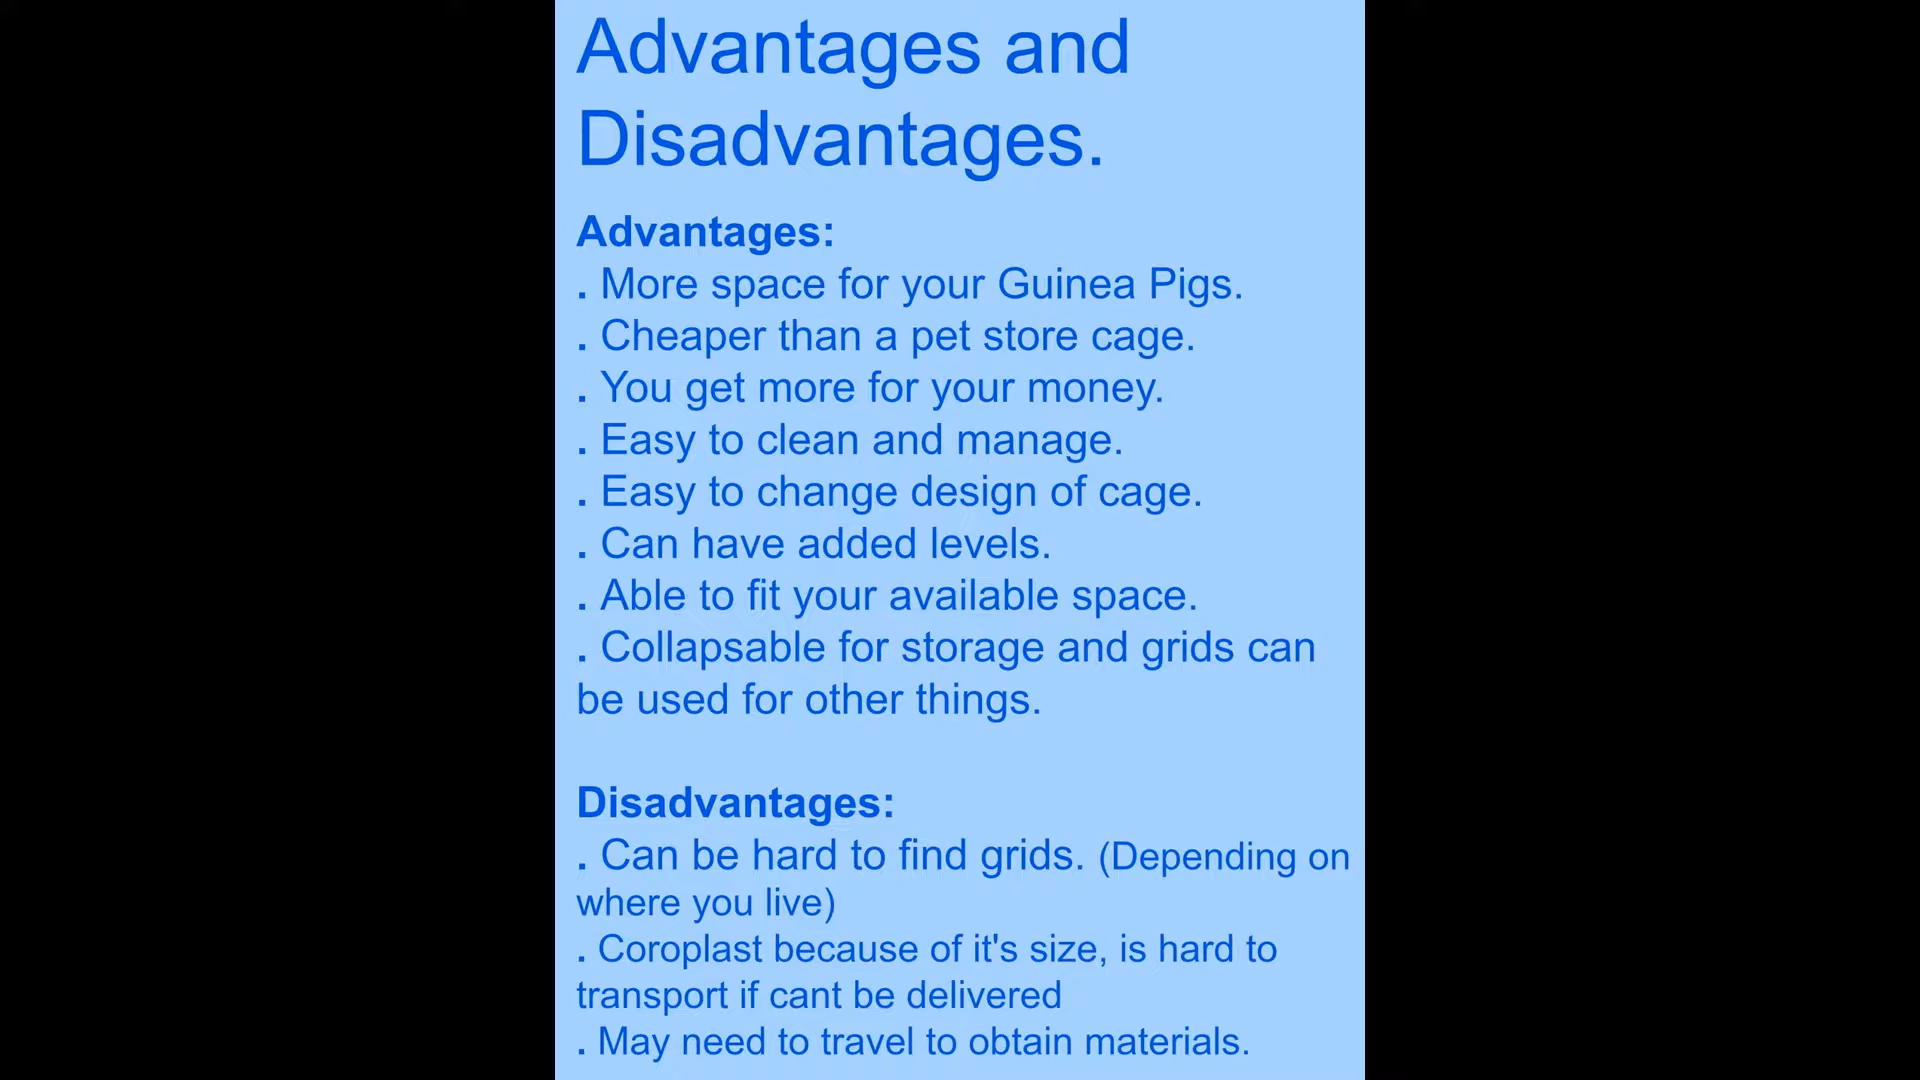 Advantages and
Disadvantages.
Advantages:
. More space for your Guinea Pigs.
. Cheaper than a pet store cage.
. You get more for your money.
. Easy to clean and manage.
. Easy to change design of cage.
. Can have added levels.
. Able to fit your available space.
. Collapsable for storage and grids can
be used for other things.
Disadvantages:
. Can be hard to find grids. (Depending on
where you live)
. Coroplast because of it's size, is hard to
transport if cant be delivered
. May need to travel to obtain materials.